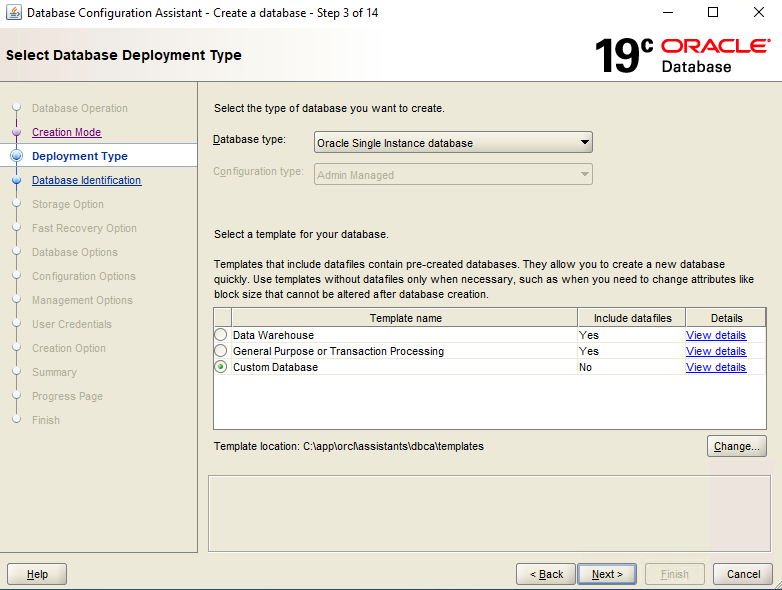 Database Configuration Assistant - Create a database - Step 3 of 14
Select Database Deployment Type
19c ORACLE
Database
Database Operation
Creation Mode
Deployment Type
Database Identification
Storage Option
Fast Recovery Option
Database Options
Configuration Options
Management Options
User Credentials
Creation Option
Summary
Progress Page
Finish
Select the type of database you want to create.
Database type: Oracle Single Instance database
Configuration type: Admin Managed
Select a template for your database.
Templates that include datafiles contain pre-created databases. They allow you to create a new database
quickly. Use templates without datafiles only when necessary, such as when you need to change attributes like
block size that cannot be altered after database creation.
Template name Include datafiles Details
Data Warehouse Yes View details
General Purpose or Transaction Processing Yes View details
Custom Database No View details
Template location: C:\app\orcl\assistants\dbca\templates Change...
Help < Back Next > Finish Cancel